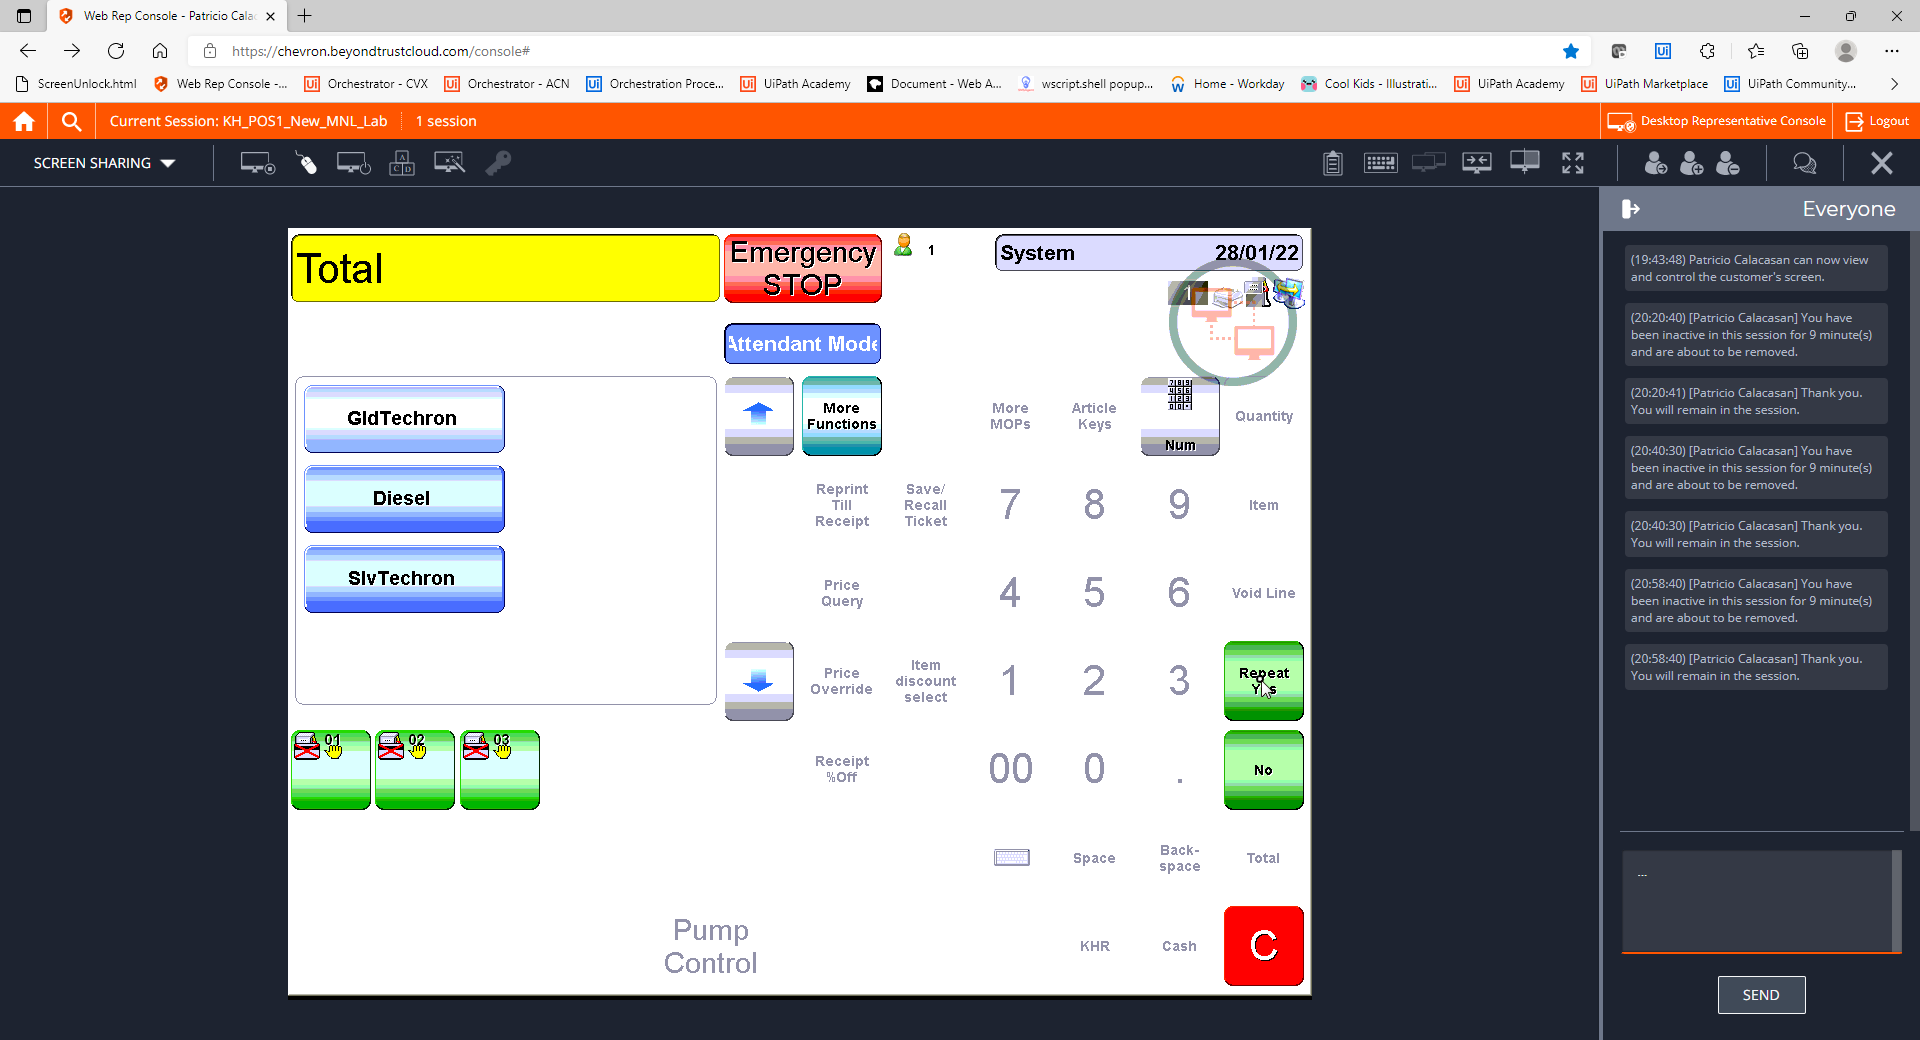 Web Rep Console - Patricio Cala
https://chevron.beyondtrustcloud.com/console#
ScreenUnlock.html
Web Rep Console -...
Orchestrator - CVX
Orchestrator - ACN
Orchestration Proce...
UiPath Academy
Document - Web A...
wscript.shell popup...
Home - Workday
Cool Kids - Illustrati...
UiPath Academy
UiPath Marketplace
UiPath Community...
Current Session: KH_POS1_New_MNL_Lab
1 session
Desktop Representative Console
Logout
SCREEN SHARING
Everyone
Total
Emergency
STOP
1
System
28/01/22
1
Attendant Mode
GldTechron
Diesel
SlvTechron
More
Functions
More
MOPs
Article
Keys
Num
Quantity
Reprint
Till
Receipt
Save/
Recall
Ticket
7
8
9
Item
Price
Query
4
5
6
Void Line
Price
Override
Item
discount
select
1
2
3
Repeat
Yes
01
02
03
Receipt
%Off
00
0
.
No
Space
Back-
space
Total
Pump
Control
KHR
Cash
C
(19:43:48) Patricio Calacasan can now view
and control the customer's screen.
(20:20:40) [Patricio Calacasan] You have
been inactive in this session for 9 minute(s)
and are about to be removed.
(20:20:41) [Patricio Calacasan] Thank you.
You will remain in the session.
(20:40:30) [Patricio Calacasan] You have
been inactive in this session for 9 minute(s)
and are about to be removed.
(20:40:30) [Patricio Calacasan] Thank you.
You will remain in the session.
(20:58:40) [Patricio Calacasan] You have
been inactive in this session for 9 minute(s)
and are about to be removed.
(20:58:40) [Patricio Calacasan] Thank you.
You will remain in the session.
...
SEND